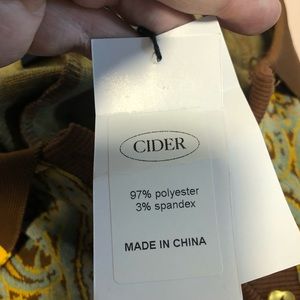 CIDER
97% polyester
3% spandex
MADE IN CHINA